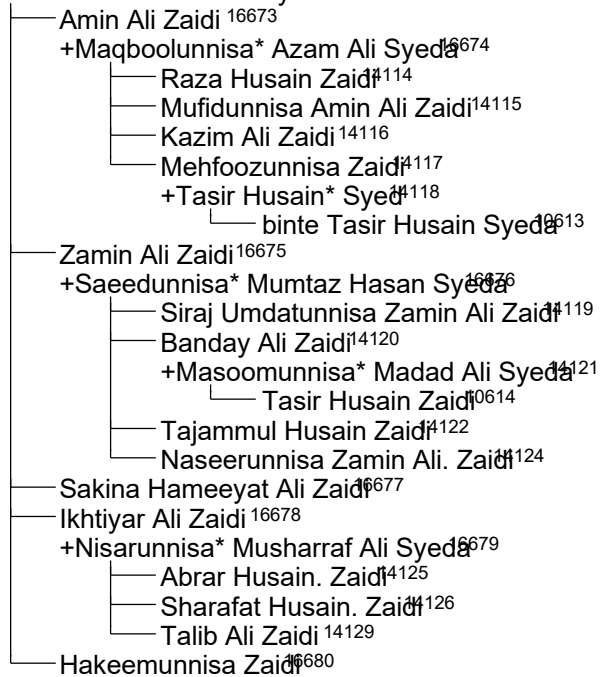 Amin Ali Zaidi 16673
+Maqboolunnisa* Azam Ali Syeda 16674
Raza Husain Zaidi 14114
Mufidunnisa Amin Ali Zaidi 14115
Kazim Ali Zaidi 14116
Mehfoozunnisa Zaidi 14117
+Tasir Husain* Syed 14118
binte Tasir Husain Syeda 10613
Zamin Ali Zaidi 16675
+Saeedunnisa* Mumtaz Hasan Syeda 16676
Siraj Umdatunnisa Zamin Ali Zaidi 14119
Banday Ali Zaidi 14120
+Masoomunnisa* Madad Ali Syeda 14121
Tasir Husain Zaidi 10614
Tajammul Husain Zaidi 14122
Naseerunnisa Zamin Ali. Zaidi 14124
Sakina Hameeyat Ali Zaidi 16677
Ikhtiyar Ali Zaidi 16678
+Nisarunnisa* Musharraf Ali Syeda 16679
Abrar Husain. Zaidi 14125
Sharafat Husain. Zaidi 14126
Talib Ali Zaidi 14129
Hakeemunnisa Zaidi 16680